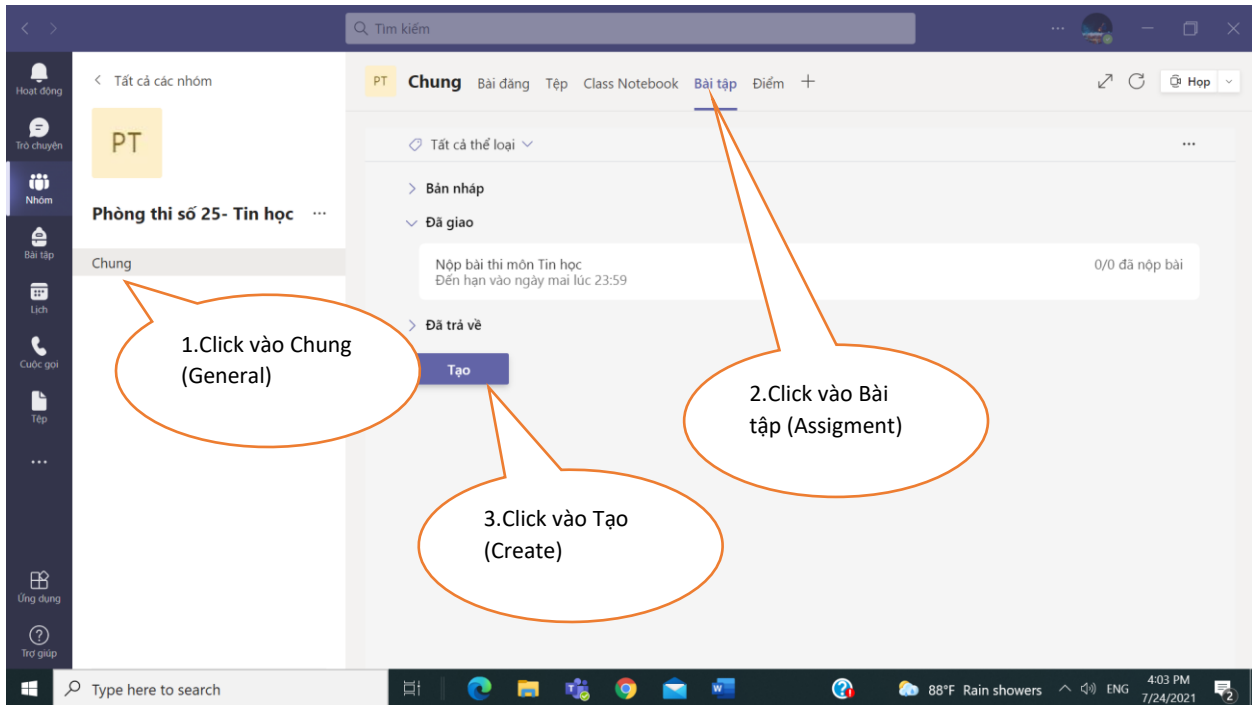 Tìm kiếm
Hoạt động
Trò chuyện
Nhóm
Bài tập
Lịch
Cuộc gọi
Tệp
Ứng dụng
Trợ giúp
Tất cả các nhóm
PT
Phòng thi số 25- Tin học
Chung
PT Chung Bài đăng Tệp Class Notebook Bài tập Điểm
Họp
Tất cả thể loại
Bản nháp
Đã giao
Nộp bài thi môn Tin học
0/0 đã nộp bài
Đến hạn vào ngày mai lúc 23:59
Đã trả về
Tạo
1.Click vào Chung
(General)
2.Click vào Bài
tập (Assigment)
3.Click vào Tạo
(Create)
Type here to search
88°F Rain showers
ENG
4:03 PM
7/24/2021
2